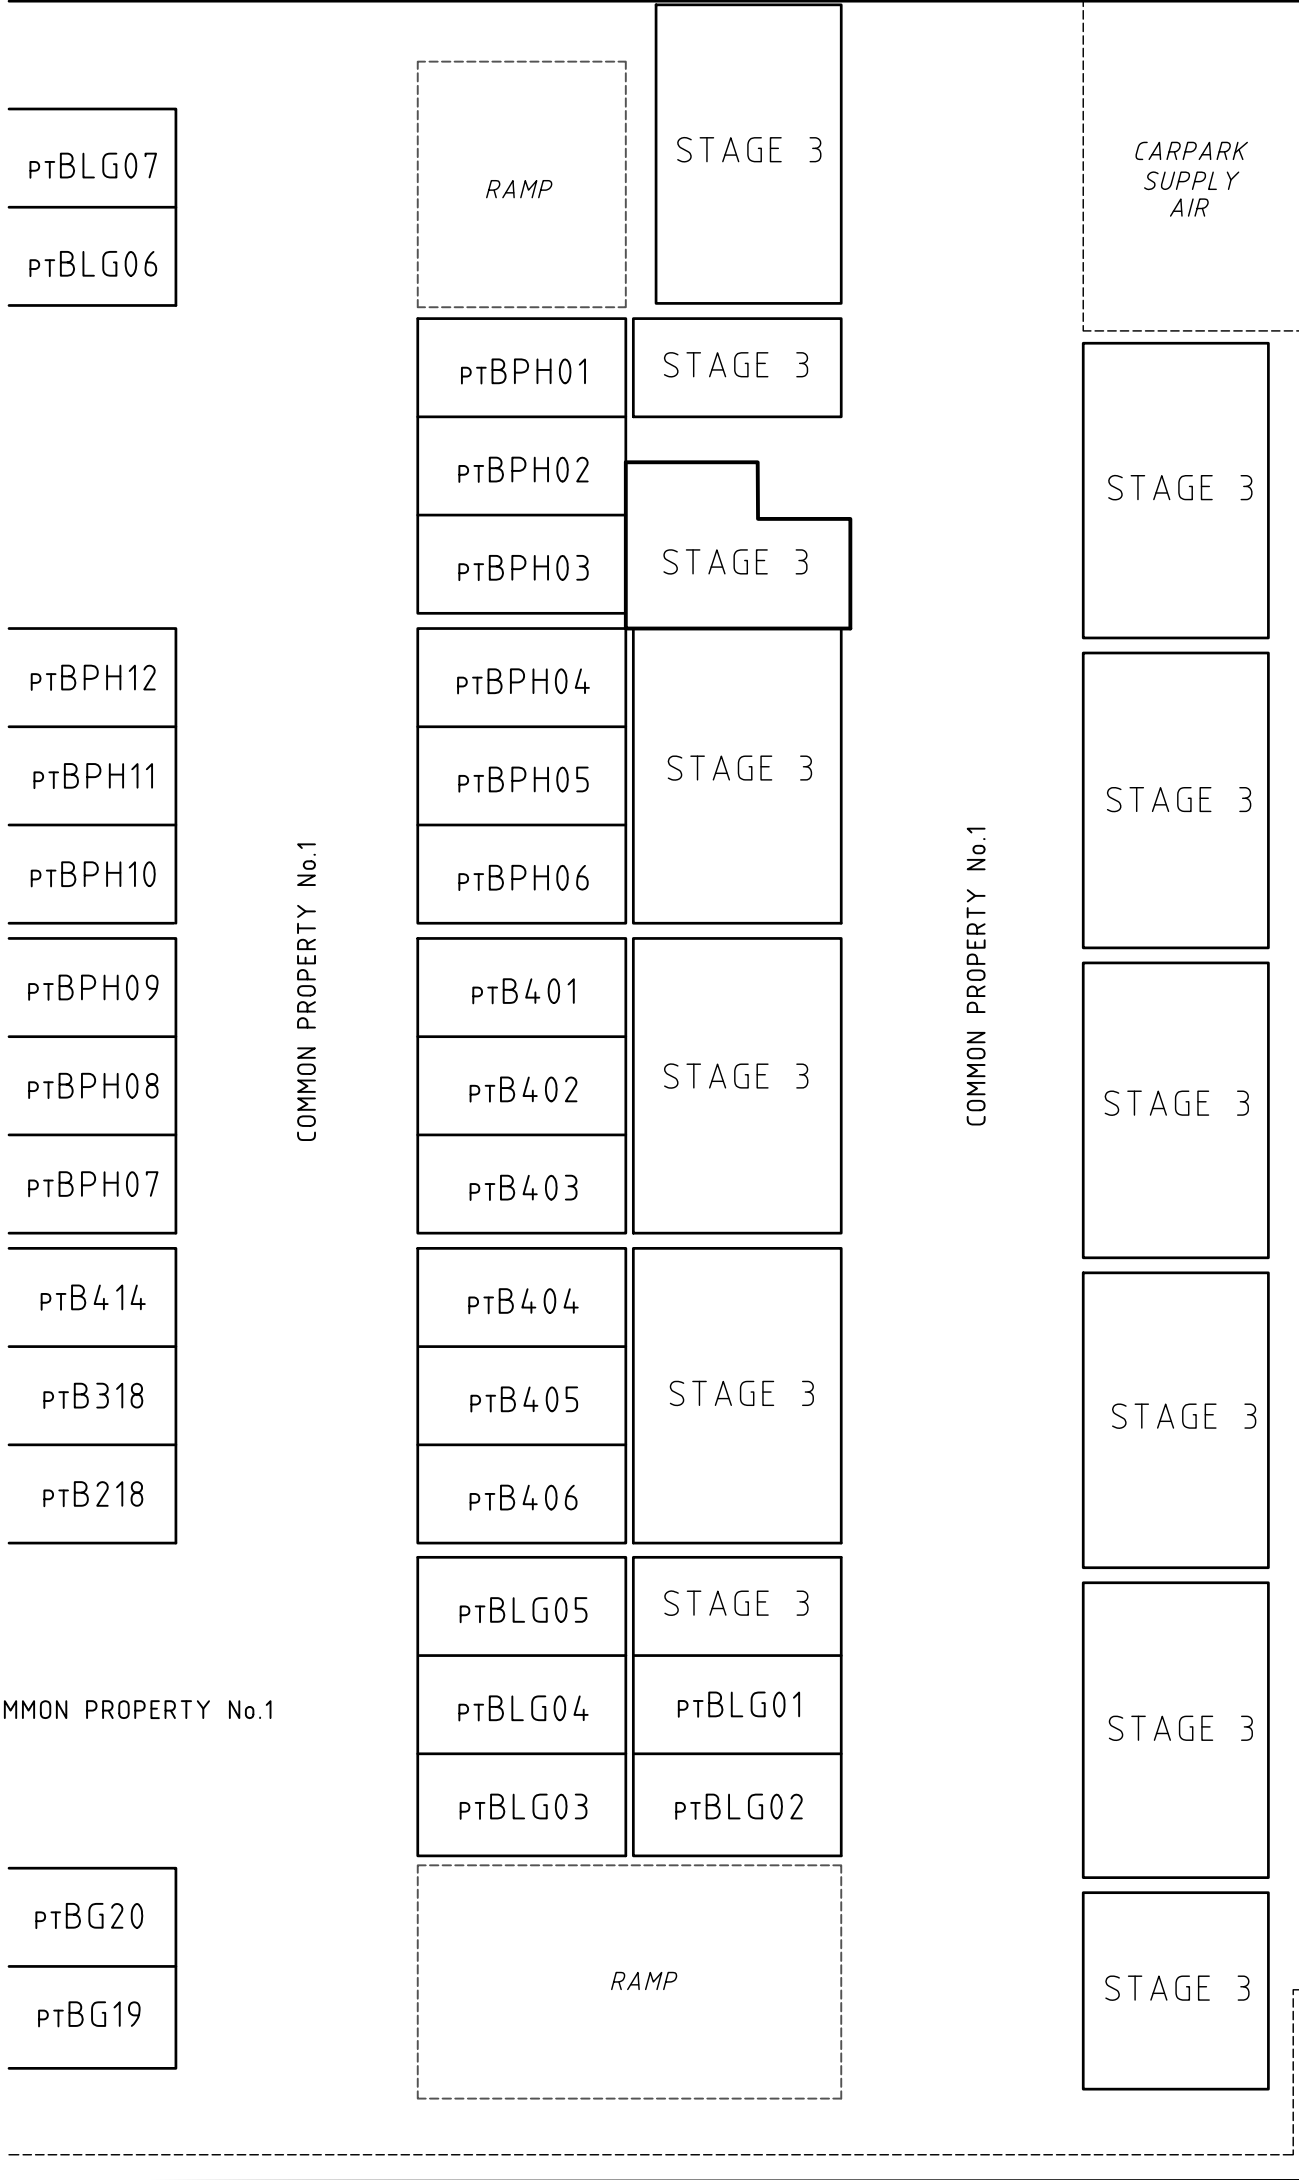 STAGE 3
CARPARK
SUPPLY
AIR
RAMP
PTBLG07
PTBLG06
PTBPH01
STAGE 3
PTBPH02
PTBPH03
STAGE 3
STAGE 3
PTBPH12
PTBPH11
PTBPH10
PTBPH09
PTBPH08
PTBPH07
PTB414
PTB318
PTB218
COMMON PROPERTY No.1
PTBPH04
PTBPH05
PTBPH06
STAGE 3
PTB401
PTB402
PTB403
STAGE 3
PTB404
PTB405
PTB406
STAGE 3
COMMON PROPERTY No.1
STAGE 3
STAGE 3
STAGE 3
PTBLG05
STAGE 3
PTBLG04
PTBLG01
PTBLG03
PTBLG02
STAGE 3
MMON PROPERTY No.1
PTBG20
PTBG19
RAMP
STAGE 3